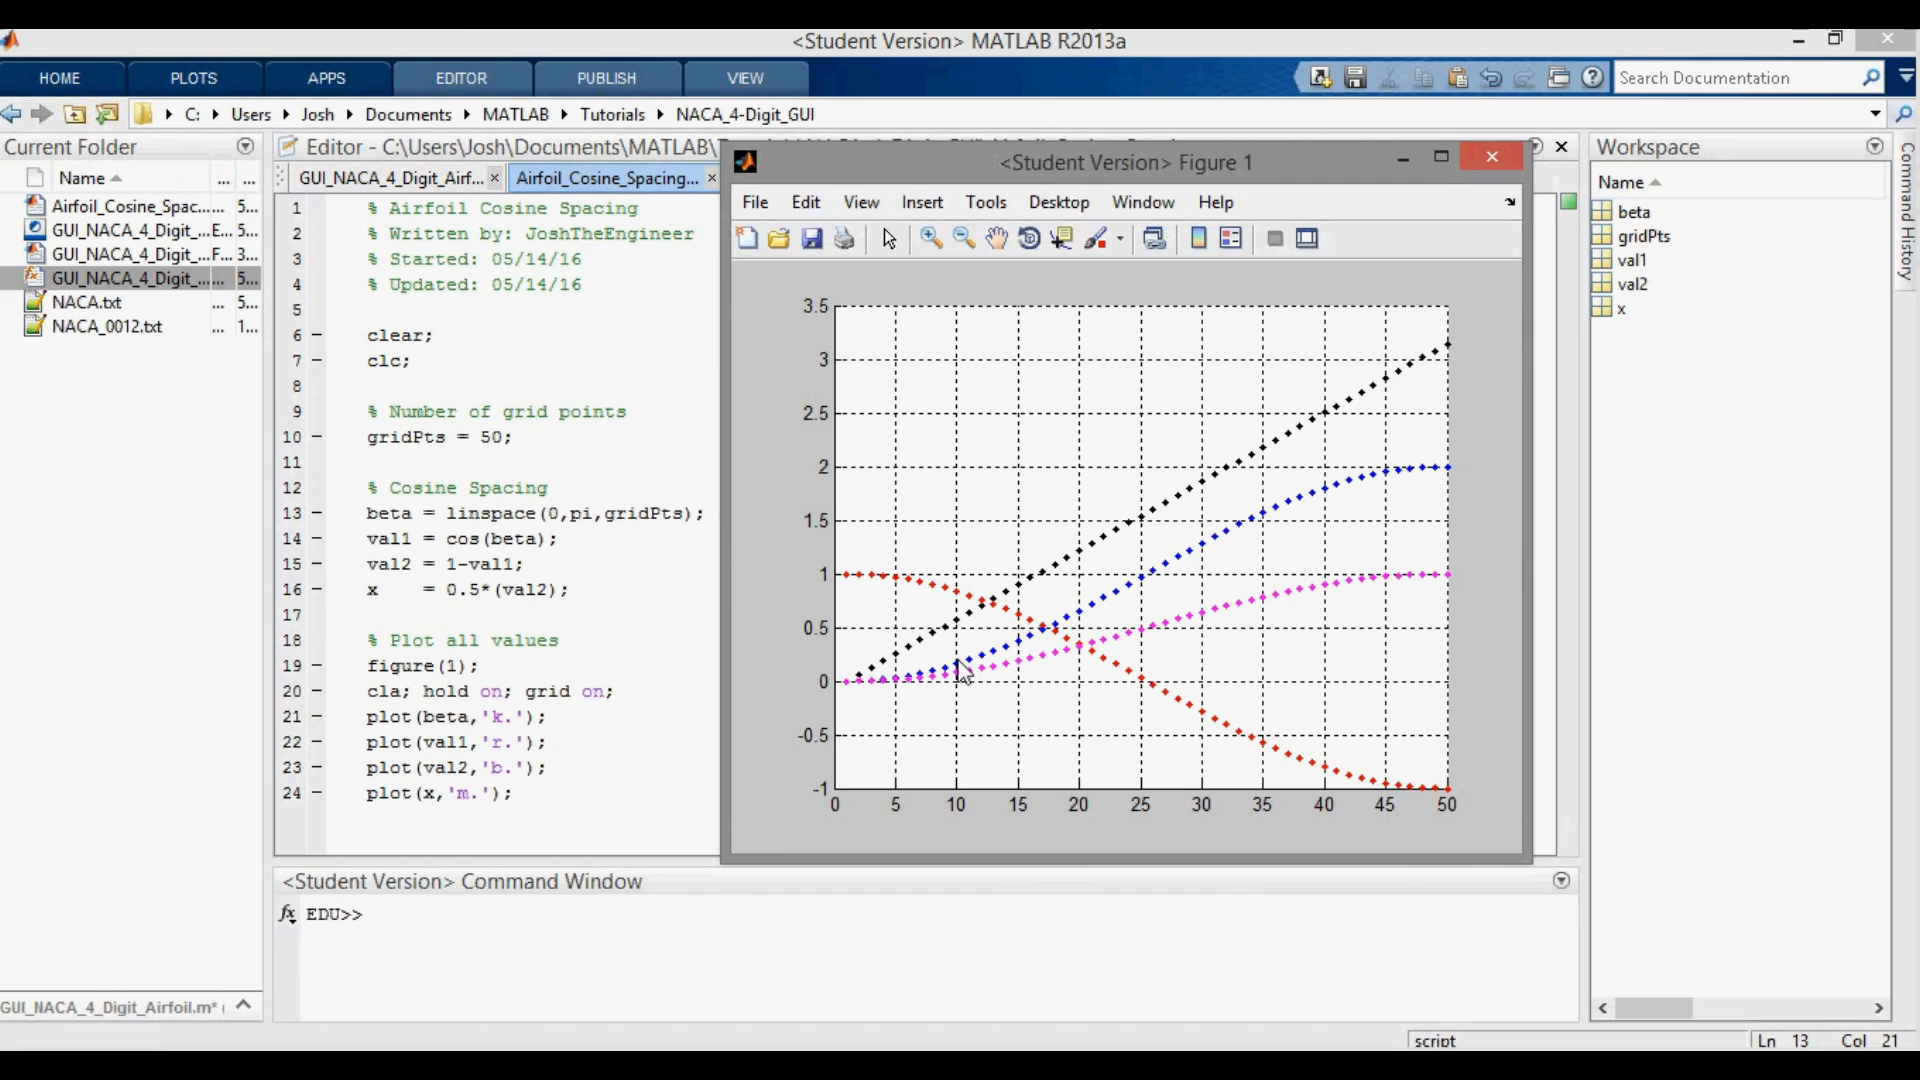 <Student Version> MATLAB R2013a
HOME PLOTS APPS EDITOR PUBLISH VIEW Search Documentation
C: Users Josh Documents MATLAB Tutorials NACA_4-Digit_GUI
Current Folder
Name ... ...
Airfoil_Cosine_Spac... ... 5...
GUI_NACA_4_Digit_... E... 5...
GUI_NACA_4_Digit_... F... 3...
GUI_NACA_4_Digit_... ... 5...
NACA.txt ... 5...
NACA_0012.txt ... 1...
GUI_NACA_4_Digit_Airfoil.m*
Editor - C:\Users\Josh\Documents\MATLAB\
GUI_NACA_4_Digit_Airf... × Airfoil_Cosine_Spacing... ×
1 % Airfoil Cosine Spacing
2 % Written by: JoshTheEngineer
3 % Started: 05/14/16
4 % Updated: 05/14/16
5
6 – clear;
7 – clc;
8
9 % Number of grid points
10 – gridPts = 50;
11
12 % Cosine Spacing
13 – beta = linspace(0,pi,gridPts);
14 – val1 = cos(beta);
15 – val2 = 1-val1;
16 – x    = 0.5*(val2);
17
18 % Plot all values
19 – figure(1);
20 – cla; hold on; grid on;
21 – plot(beta,'k.');
22 – plot(val1,'r.');
23 – plot(val2,'b.');
24 – plot(x,'m.');
<Student Version> Figure 1
File Edit View Insert Tools Desktop Window Help
3.5
3
2.5
2
1.5
1
0.5
0
-0.5
-1
0 5 10 15 20 25 30 35 40 45 50
<Student Version> Command Window
fx EDU>>
Workspace
Name
beta
gridPts
val1
val2
x
Command History
script Ln 13 Col 21